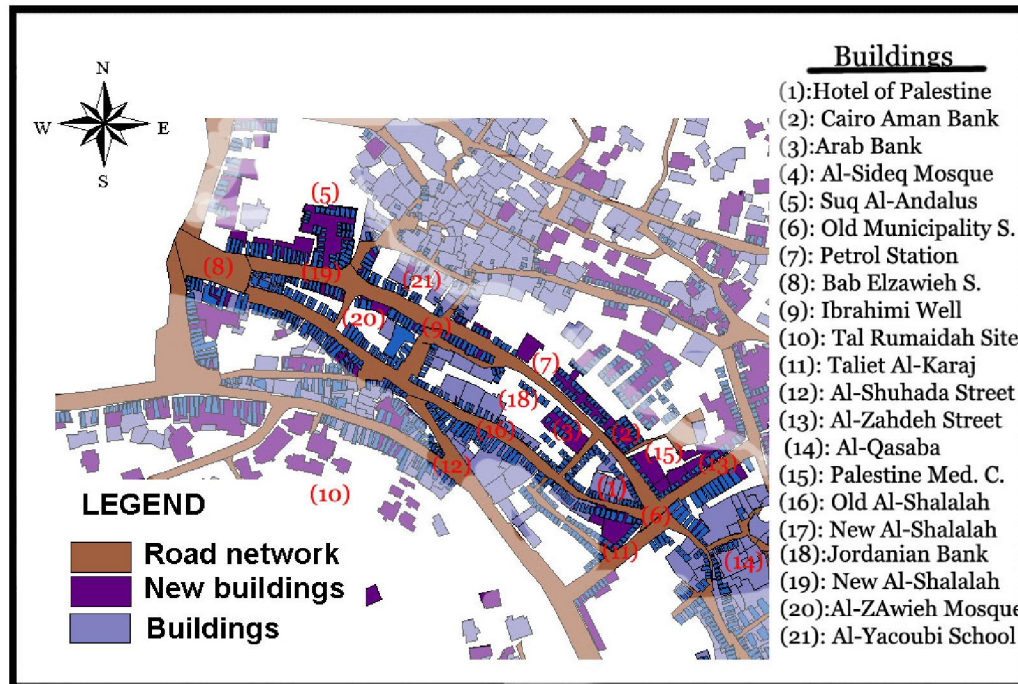 N
W E
S
Buildings
(1):Hotel of Palestine
(2): Cairo Aman Bank
(3):Arab Bank
(4): Al-Sideq Mosque
(5): Suq Al-Andalus
(6): Old Municipality S.
(7): Petrol Station
(8): Bab Elzawieh S.
(9): Ibrahimi Well
(10): Tal Rumaidah Site
(11): Taliet Al-Karaj
(12): Al-Shuhada Street
(13): Al-Zahdeh Street
(14): Al-Qasaba
(15): Palestine Med. C.
(16): Old Al-Shalalah
(17): New Al-Shalalah
(18):Jordanian Bank
(19): New Al-Shalalah
(20):Al-ZAwieh Mosque
(21): Al-Yacoubi School
(5)
(8)
(19)
(21)
(20)
(9)
(7)
(18)
(16)
(3)
(2)
(15)
(13)
(12)
(10)
(6)
(11)
(14)
LEGEND
Road network
New buildings
Buildings